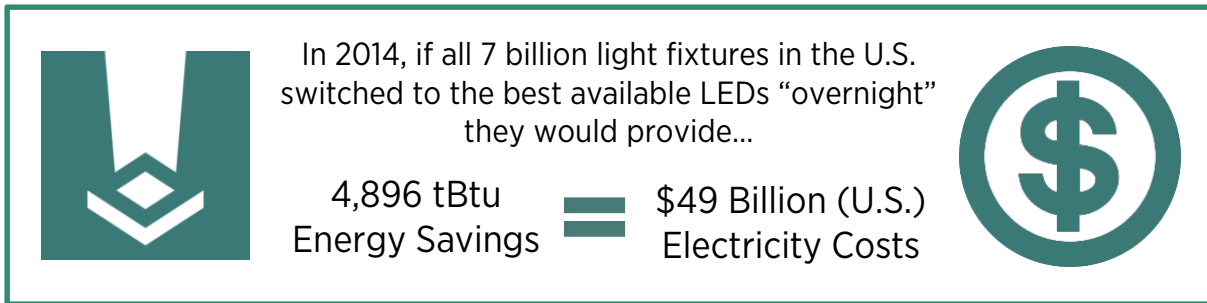 In 2014, if all 7 billion light fixtures in the U.S.
switched to the best available LEDs “overnight”
they would provide...
4,896 tBtu
Energy Savings
=
$49 Billion (U.S.)
Electricity Costs
$